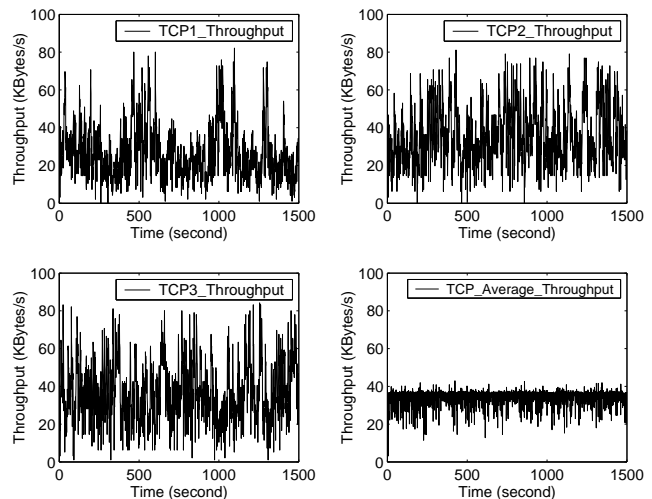 TCP1_Throughput
Throughput (KBytes/s)
100
80
60
40
20
0
0 500 1000 1500
Time (second)
TCP2_Throughput
Throughput (KBytes/s)
100
80
60
40
20
0
0 500 1000 1500
Time (second)
TCP3_Throughput
Throughput (KBytes/s)
100
80
60
40
20
0
0 500 1000 1500
Time (second)
TCP_Average_Throughput
Throughput (KBytes/s)
100
80
60
40
20
0
0 500 1000 1500
Time (second)